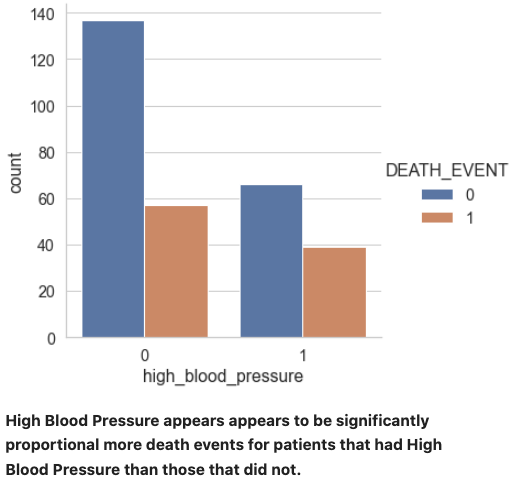 140
120
100
80
60
40
20
0
count
0
1
high_blood_pressure
DEATH_EVENT
0
1
High Blood Pressure appears appears to be significantly
proportional more death events for patients that had High
Blood Pressure than those that did not.